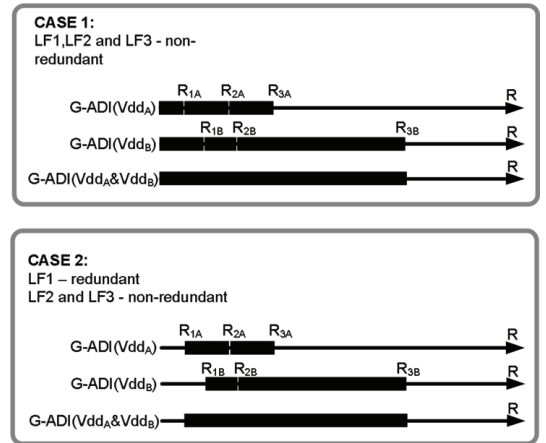 CASE 1:
LF1,LF2 and LF3 - non-
redundant
R1A R2A R3A R
G-ADI(VddA)
R1B R2B R3B R
G-ADI(VddB)
R
G-ADI(VddA&VddB)
CASE 2:
LF1 – redundant
LF2 and LF3 - non-redundant
R1A R2A R3A R
G-ADI(VddA)
R1B R2B R3B R
G-ADI(VddB)
R
G-ADI(VddA&VddB)